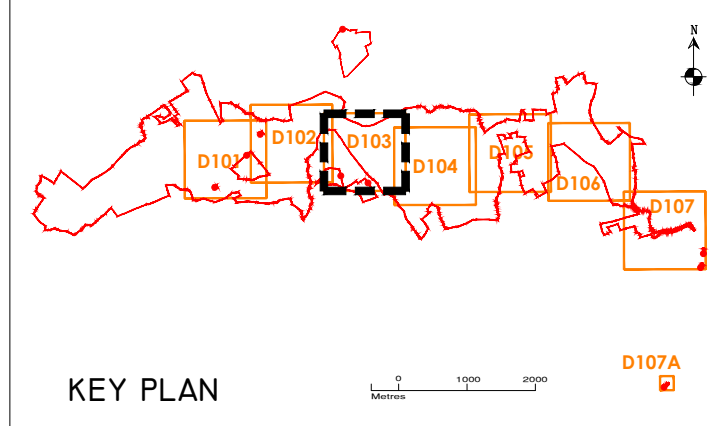 N
D101
D102
D103
D104
D105
D106
D107
D107A
KEY PLAN
0 1000 2000
Metres